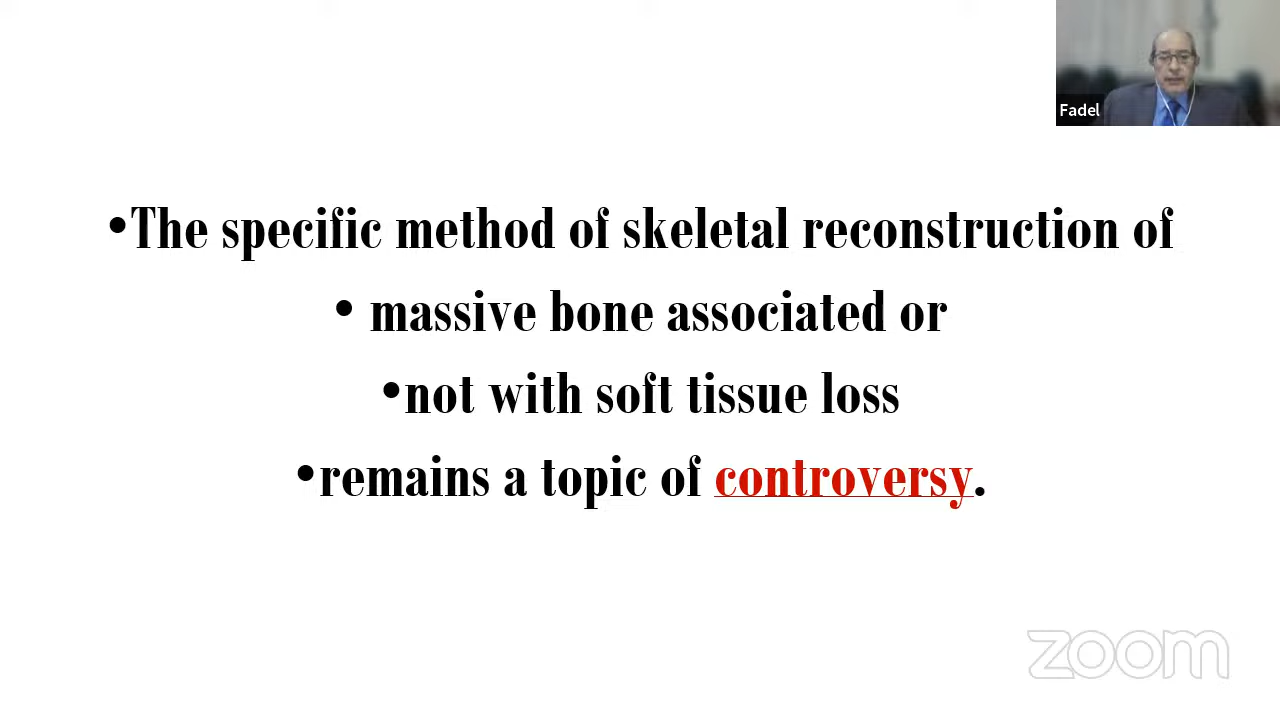 Fadel
•The specific method of skeletal reconstruction of
• massive bone associated or
•not with soft tissue loss
•remains a topic of controversy.
zoom